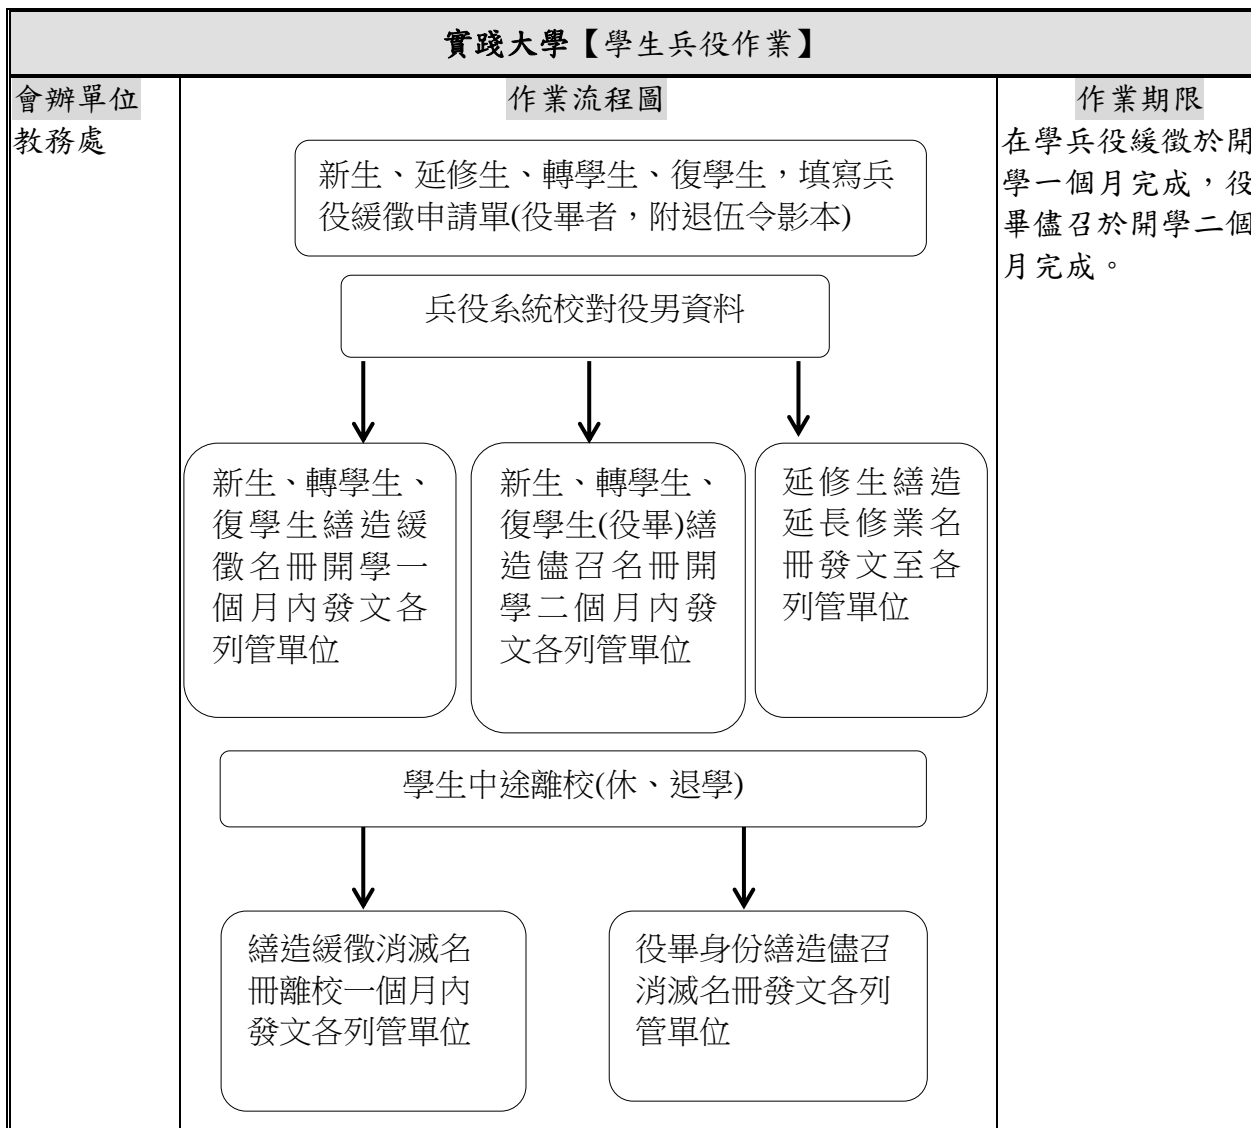 實踐大學【學生兵役作業】
會辦單位
教務處
作業流程圖
新生、延修生、轉學生、復學生，填寫兵
役緩徵申請單(役畢者，附退伍令影本)
兵役系統校對役男資料
新生、轉學生、
復學生繕造緩
徵名冊開學一
個月內發文各
列管單位
新生、轉學生、
復學生(役畢)繕
造儘召名冊開
學二個月內發
文各列管單位
延修生繕造
延長修業名
冊發文至各
列管單位
學生中途離校(休、退學)
繕造緩徵消滅名
冊離校一個月內
發文各列管單位
役畢身份繕造儘召
消滅名冊發文各列
管單位
作業期限
在學兵役緩徵於開
學一個月完成，役
畢儘召於開學二個
月完成。